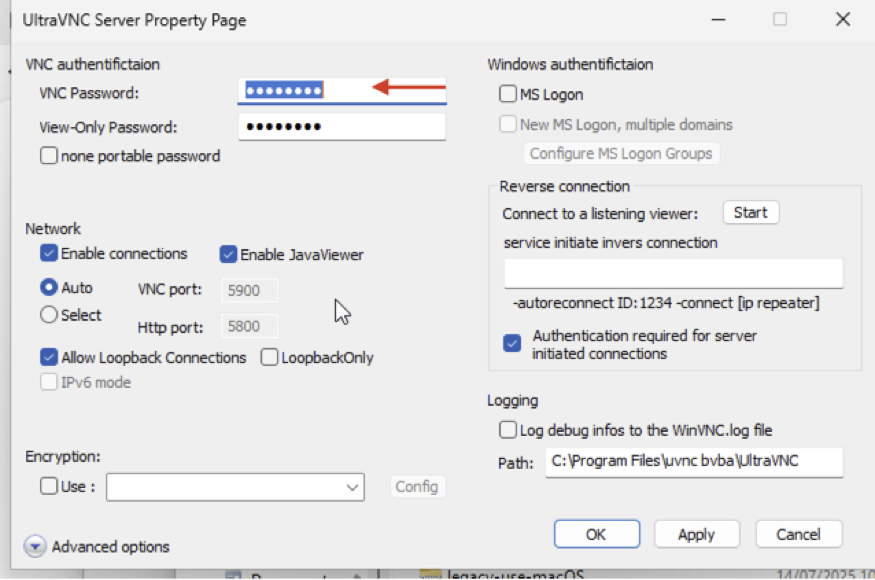 UltraVNC Server Property Page
VNC authentifictaion
VNC Password:
View-Only Password:
none portable password
Network
Enable connections
Enable JavaViewer
Auto
VNC port:
5900
Select
Http port:
5800
Allow Loopback Connections
LoopbackOnly
IPv6 mode
Encryption:
Use :
Config
Advanced options
Windows authentifictaion
MS Logon
New MS Logon, multiple domains
Configure MS Logon Groups
Reverse connection
Connect to a listening viewer:
Start
service initiate invers connection
-autoreconnect ID:1234 -connect [ip repeater]
Authentication required for server
initiated connections
Logging
Log debug infos to the WinVNC.log file
Path:
C:\Program Files\uvnc bvba\UltraVNC
OK
Apply
Cancel
legacy-use-macOS
14/07/2025 10